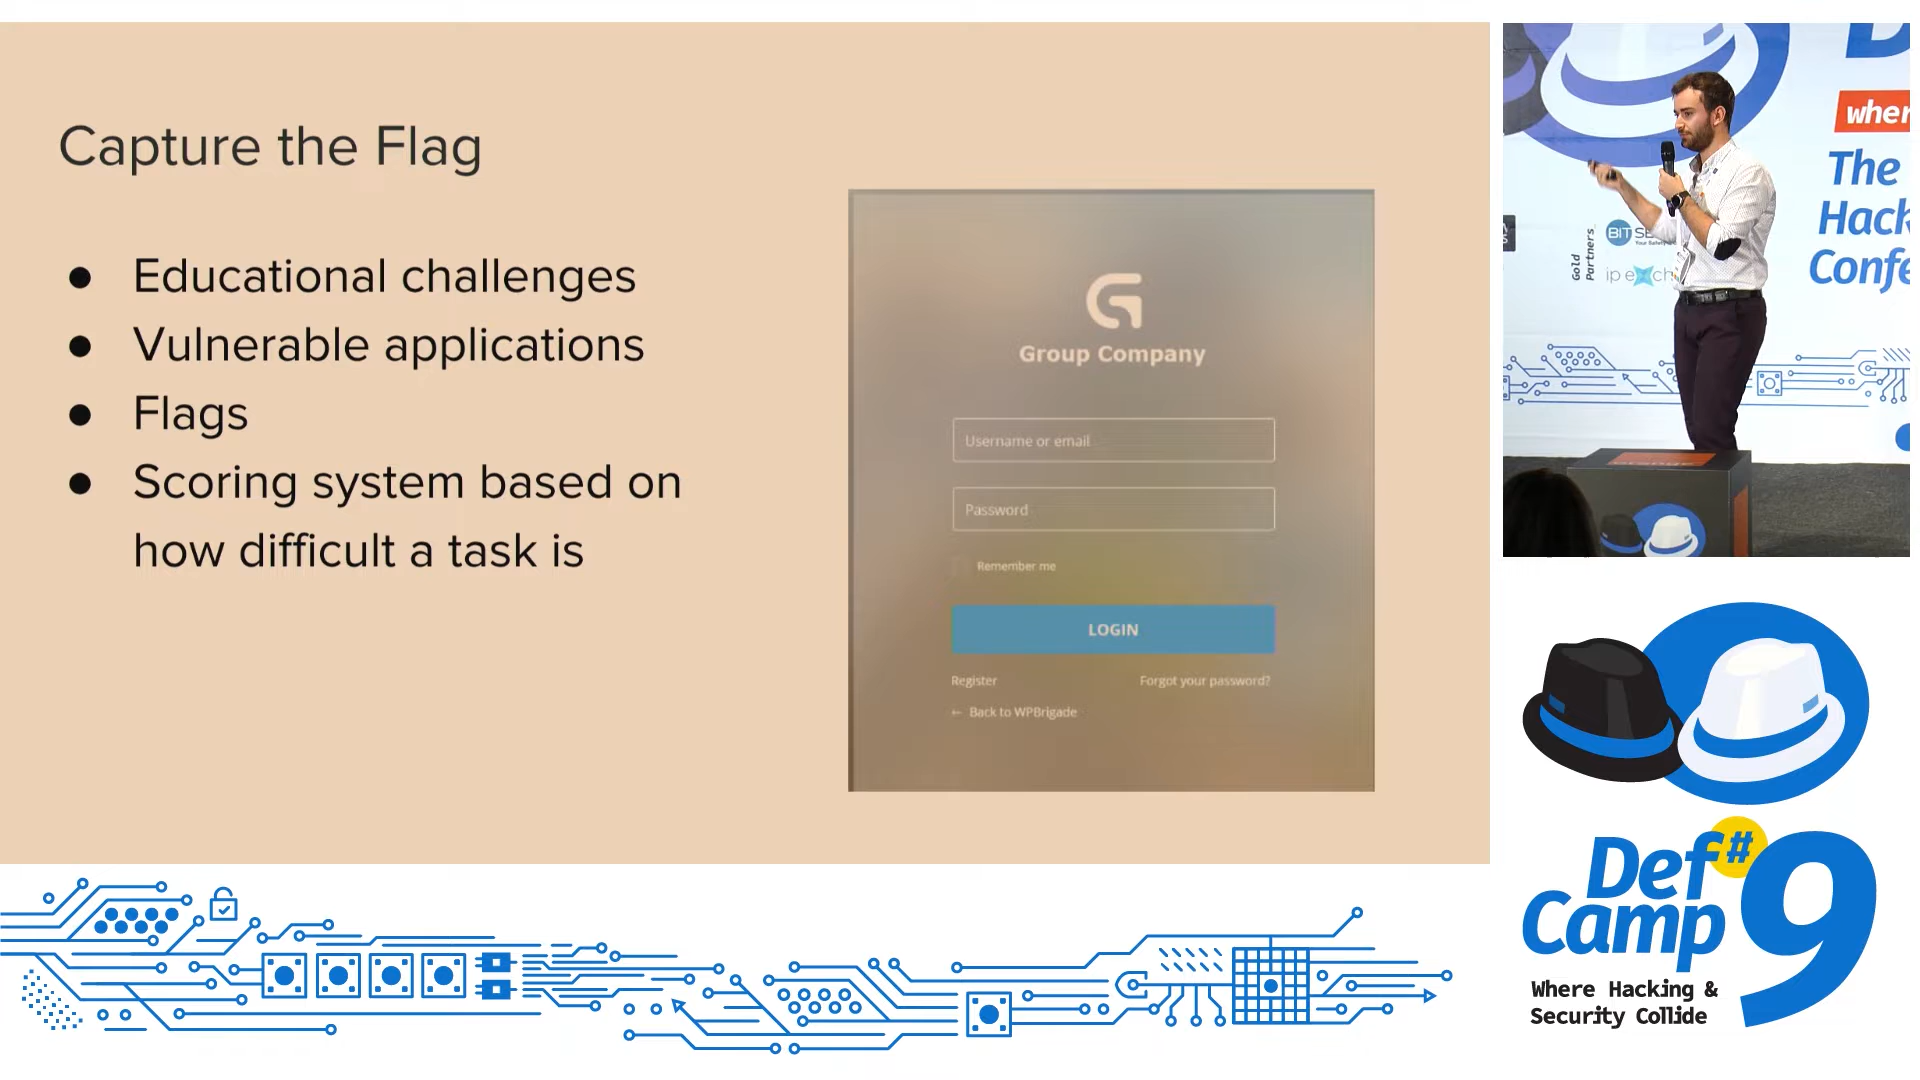 Capture the Flag
● Educational challenges
● Vulnerable applications
● Flags
● Scoring system based on
how difficult a task is
Group Company
Username or email
Password
Remember me
LOGIN
Register
Forgot your password?
← Back to WPBrigade
The
Gold
Partners
BIT
Def
Camp
#9
Where Hacking &
Security Collide